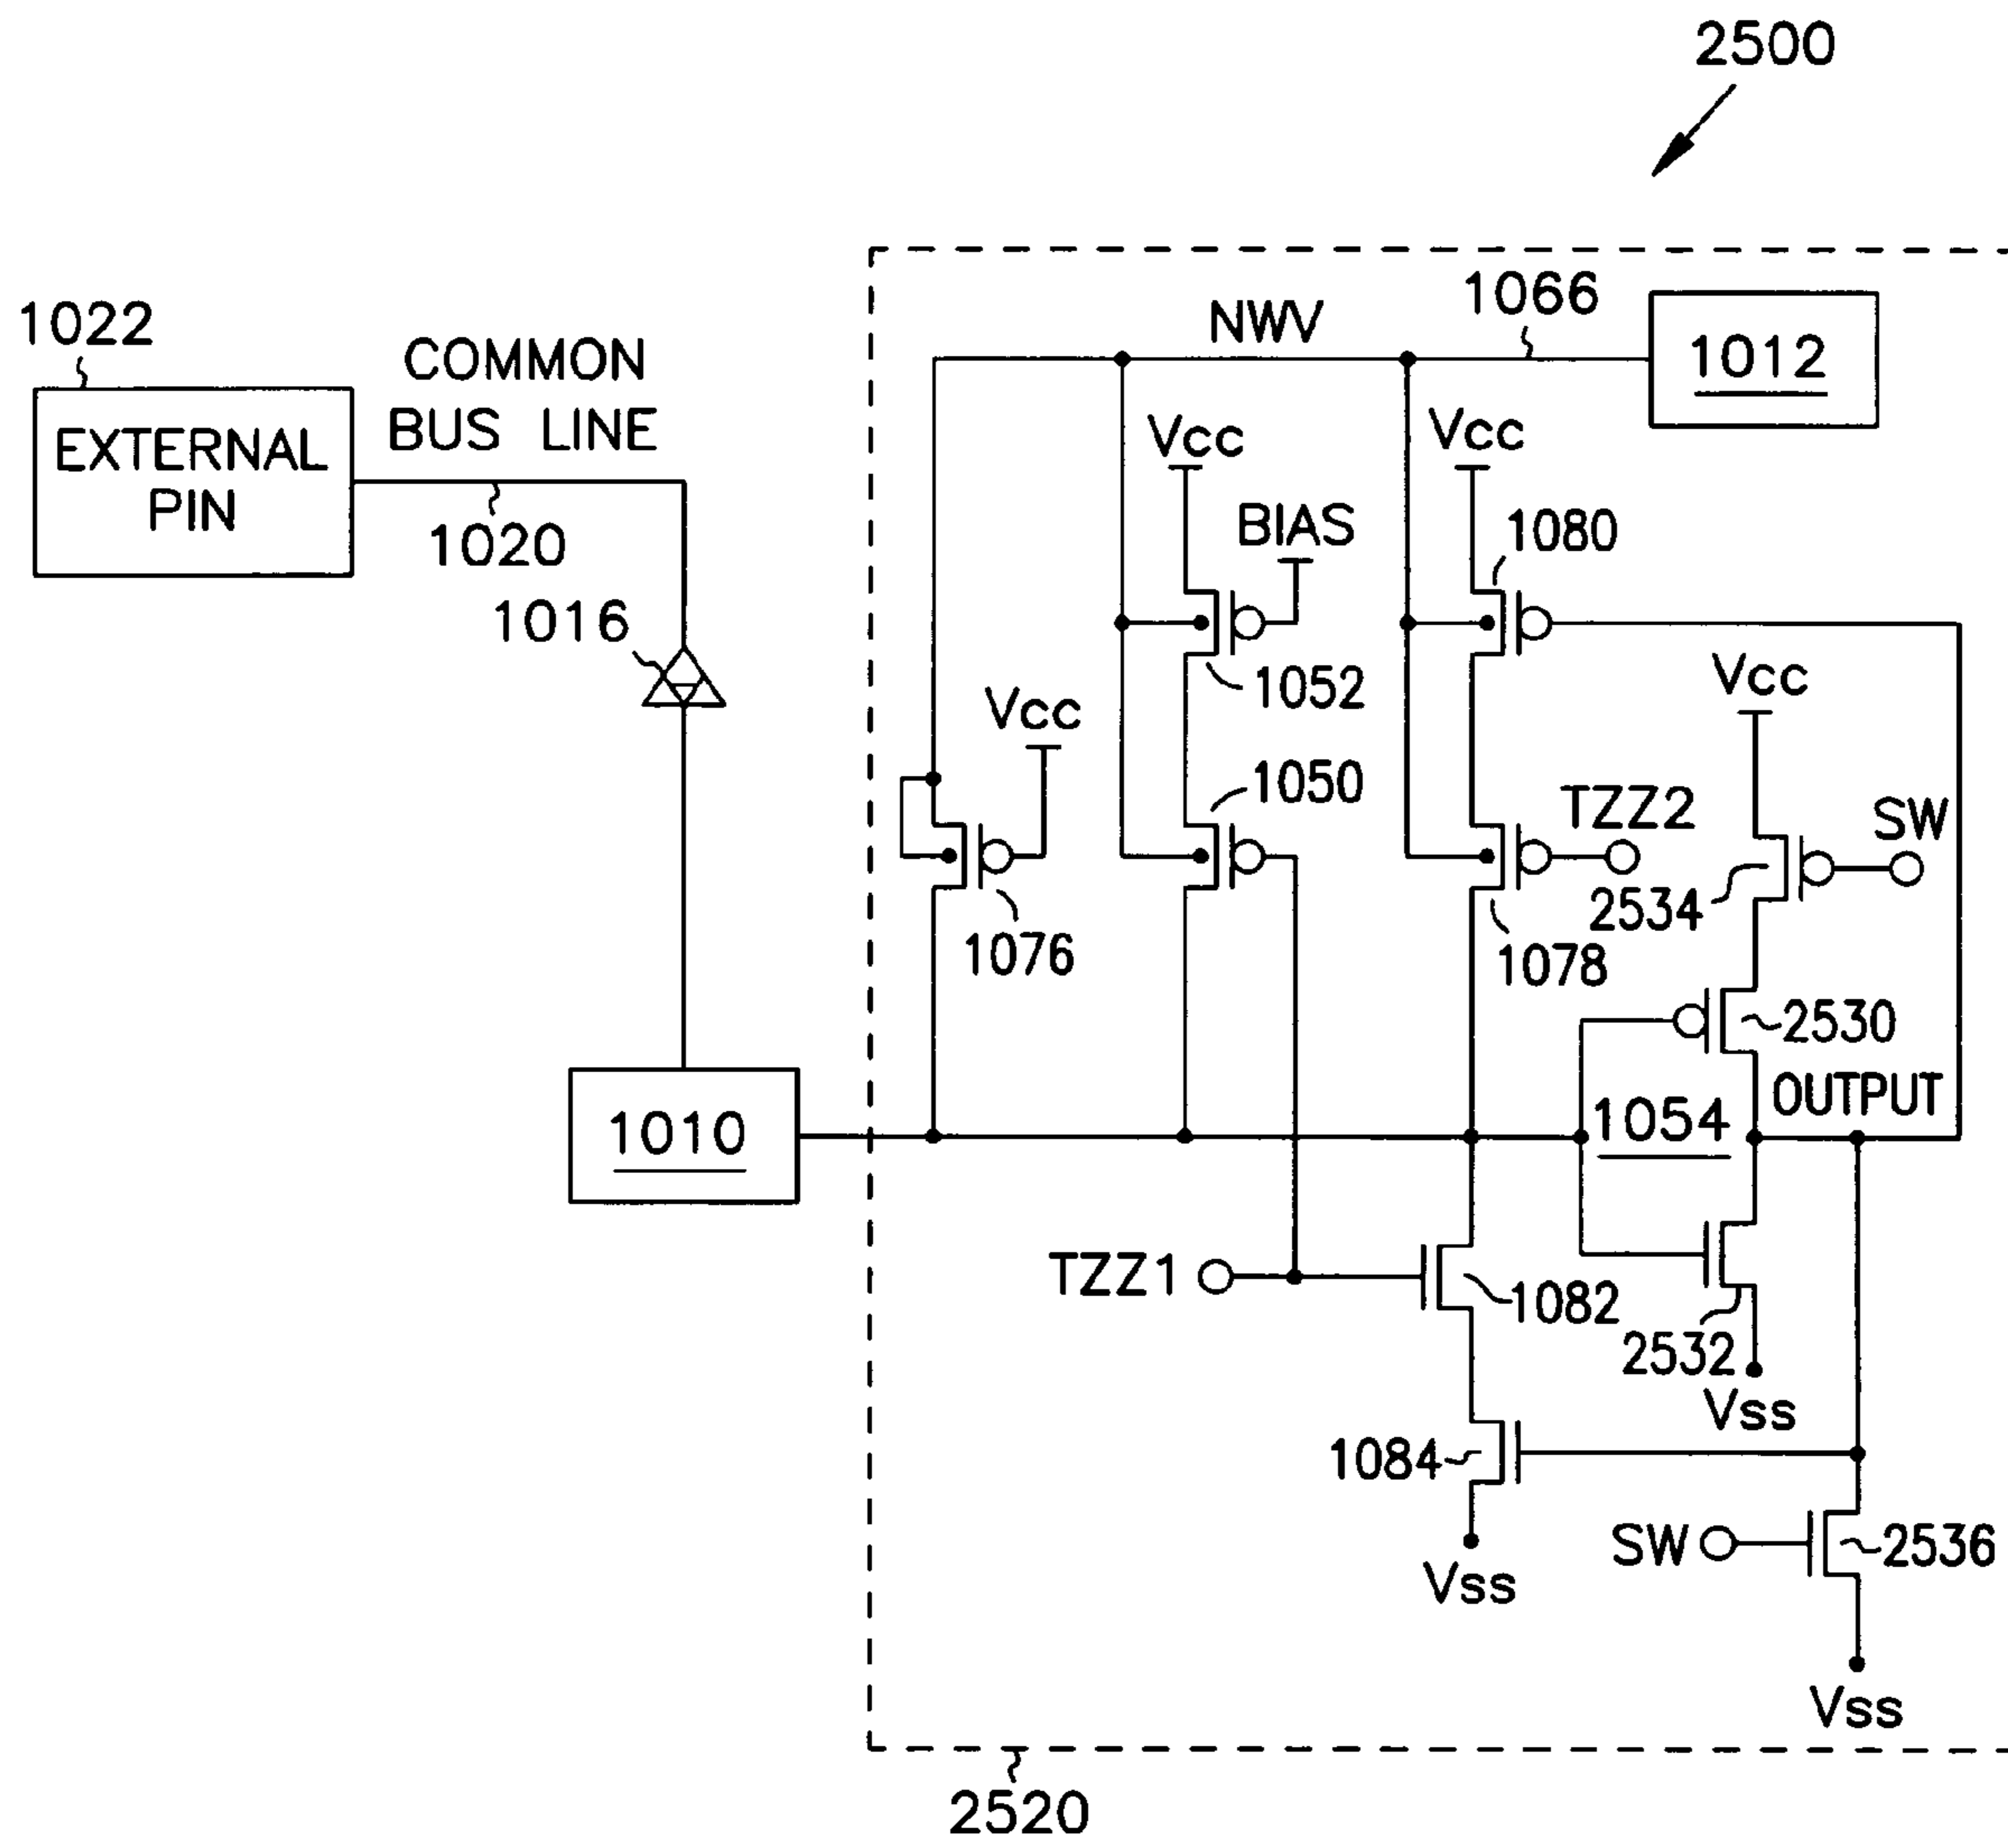 2500
1066
NWV
1012
1022
COMMON
BUS LINE
EXTERNAL
PIN
1020
Vcc
Vcc
BIAS
1080
1016
1052
Vcc
Vcc
1050
TZZ2
SW
2534
1076
1078
2530
OUTPUT
1054
1010
TZZ1
1082
2532
Vss
1084
SW
2536
Vss
Vss
2520